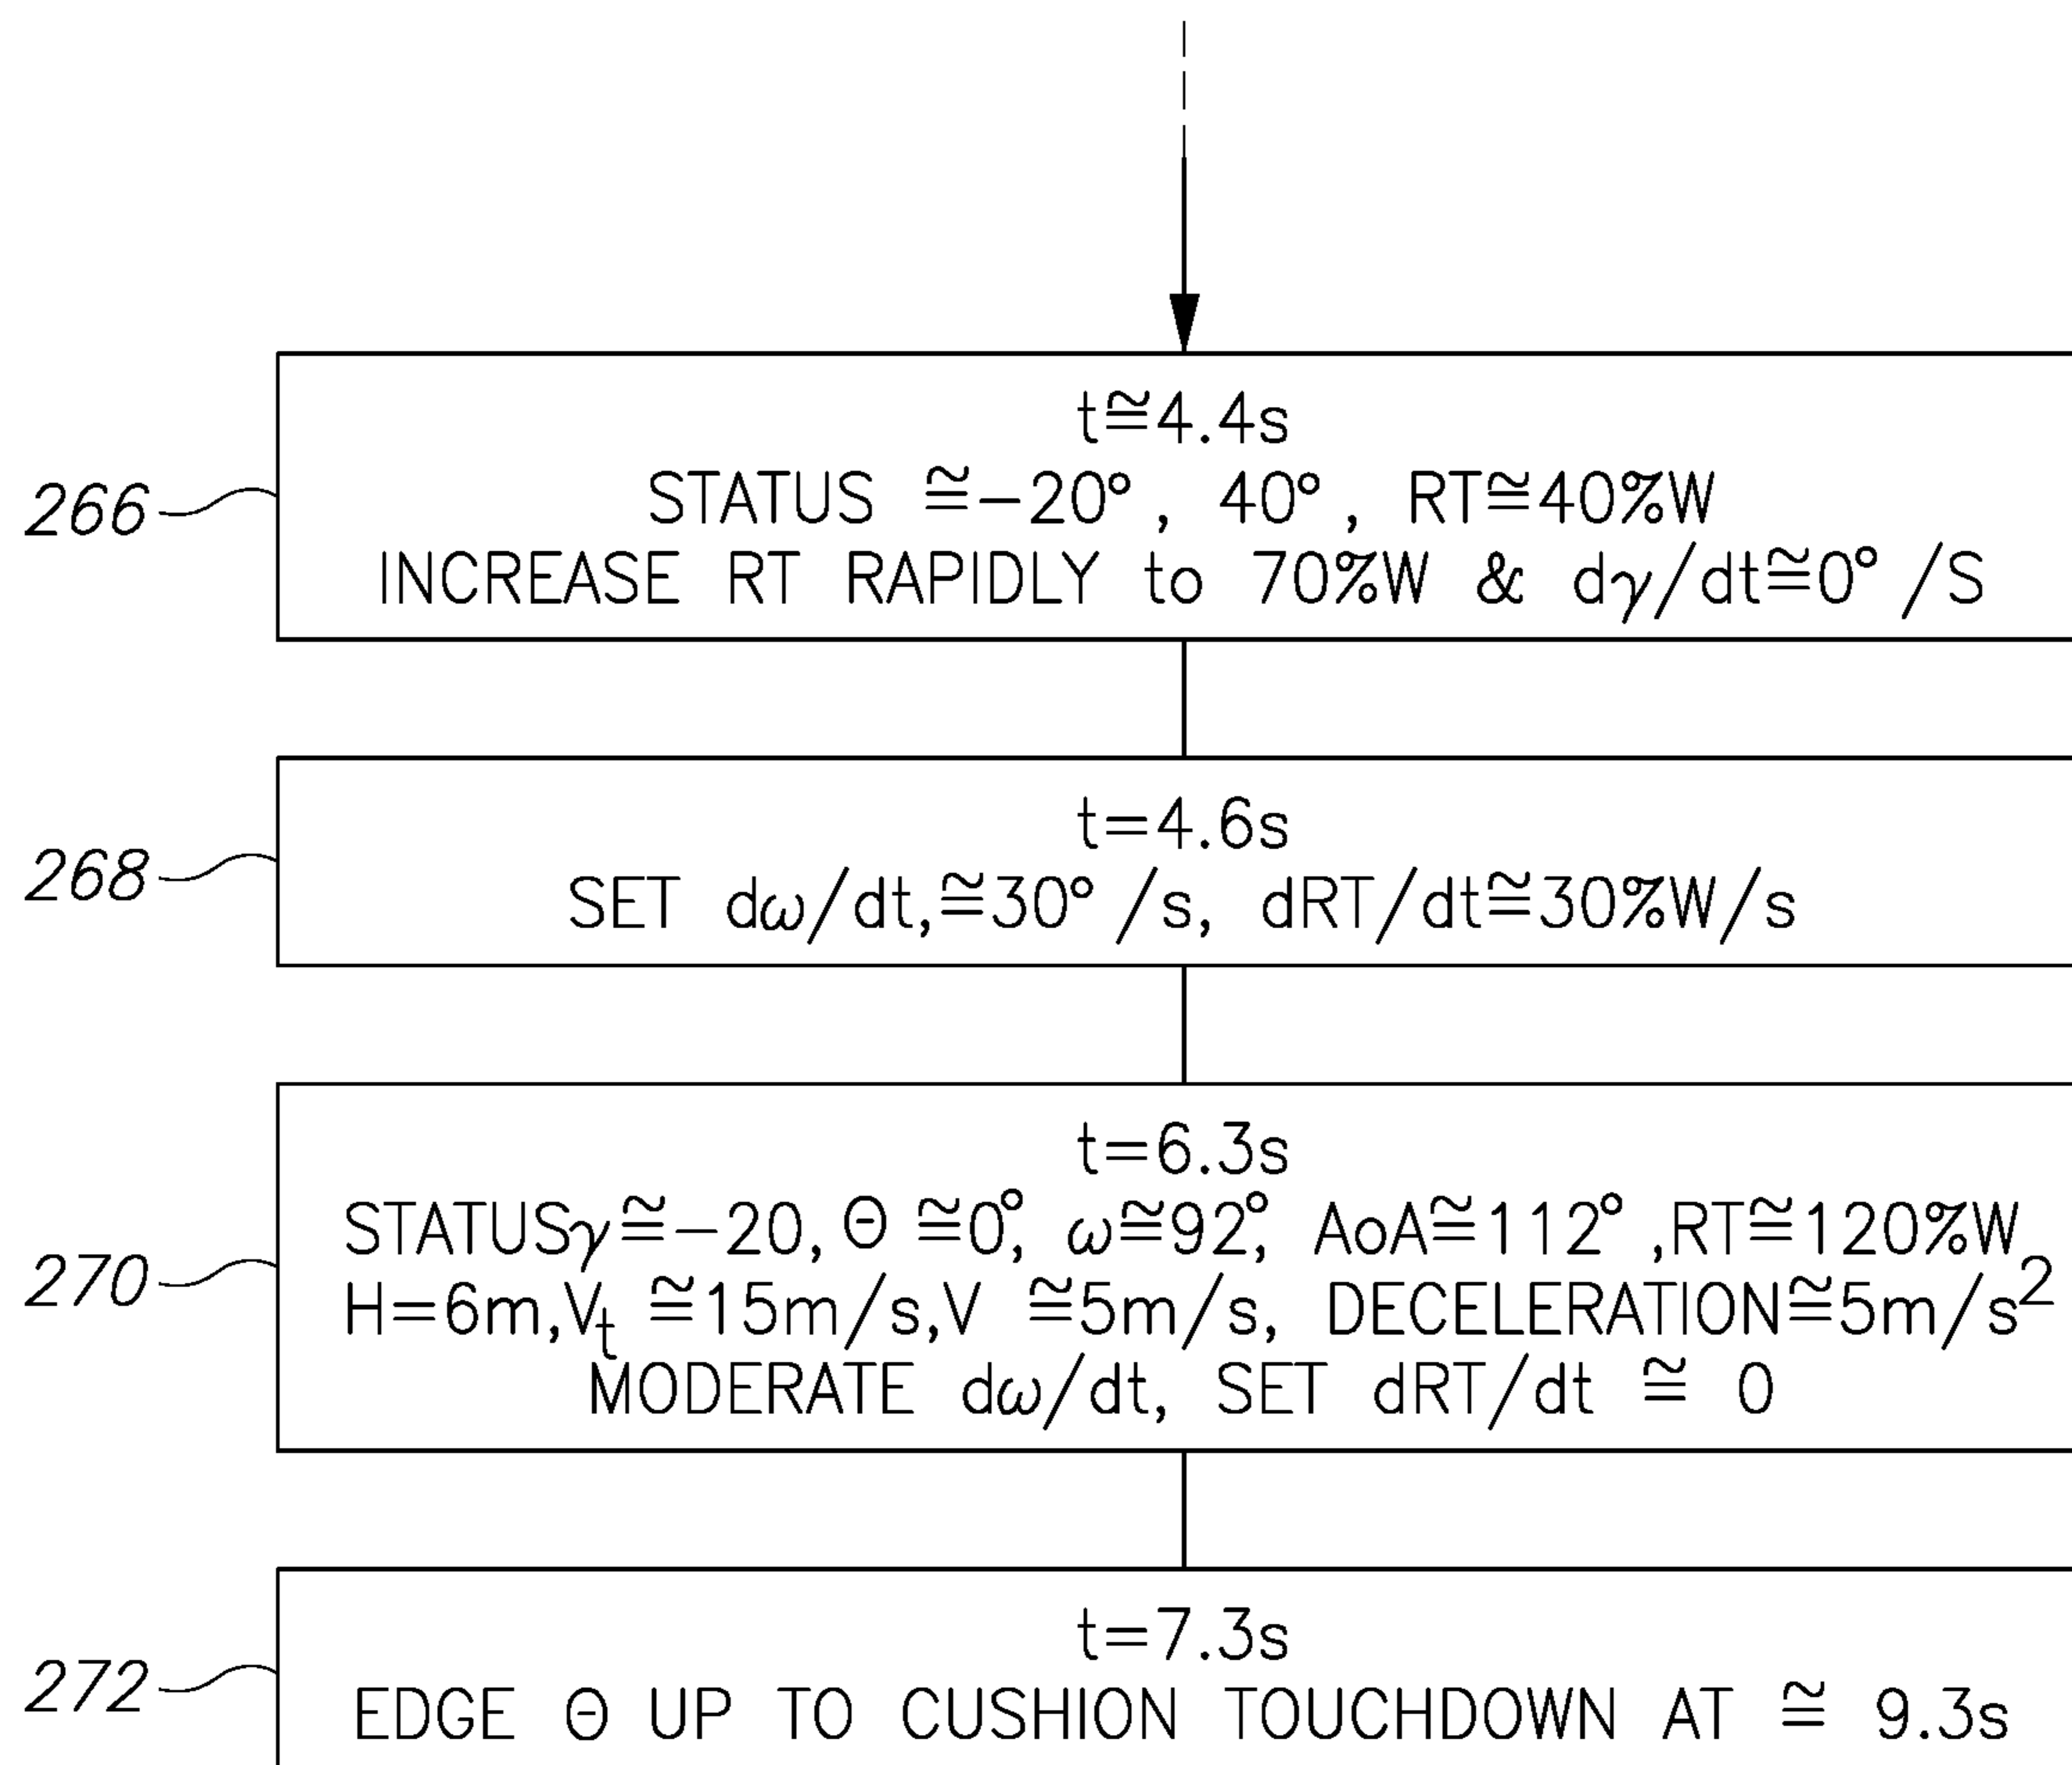 t≅4.4s
266
STATUS ≅-20°, 40°, RT≅40%W
INCREASE RT RAPIDLY to 70%W & dγ/dt≅0° /S
t=4.6s
268
SET dω/dt,≅30° /s, dRT/dt≅30%W/s
t=6.3s
STATUSγ≅-20, Θ ≅0°, ω≅92°, AoA≅112° ,RT≅120%W
270
H=6m,Vt ≅15m/s,V ≅5m/s, DECELERATION≅5m/s²
MODERATE dω/dt, SET dRT/dt ≅ 0
t=7.3s
272
EDGE Θ UP TO CUSHION TOUCHDOWN AT ≅ 9.3s